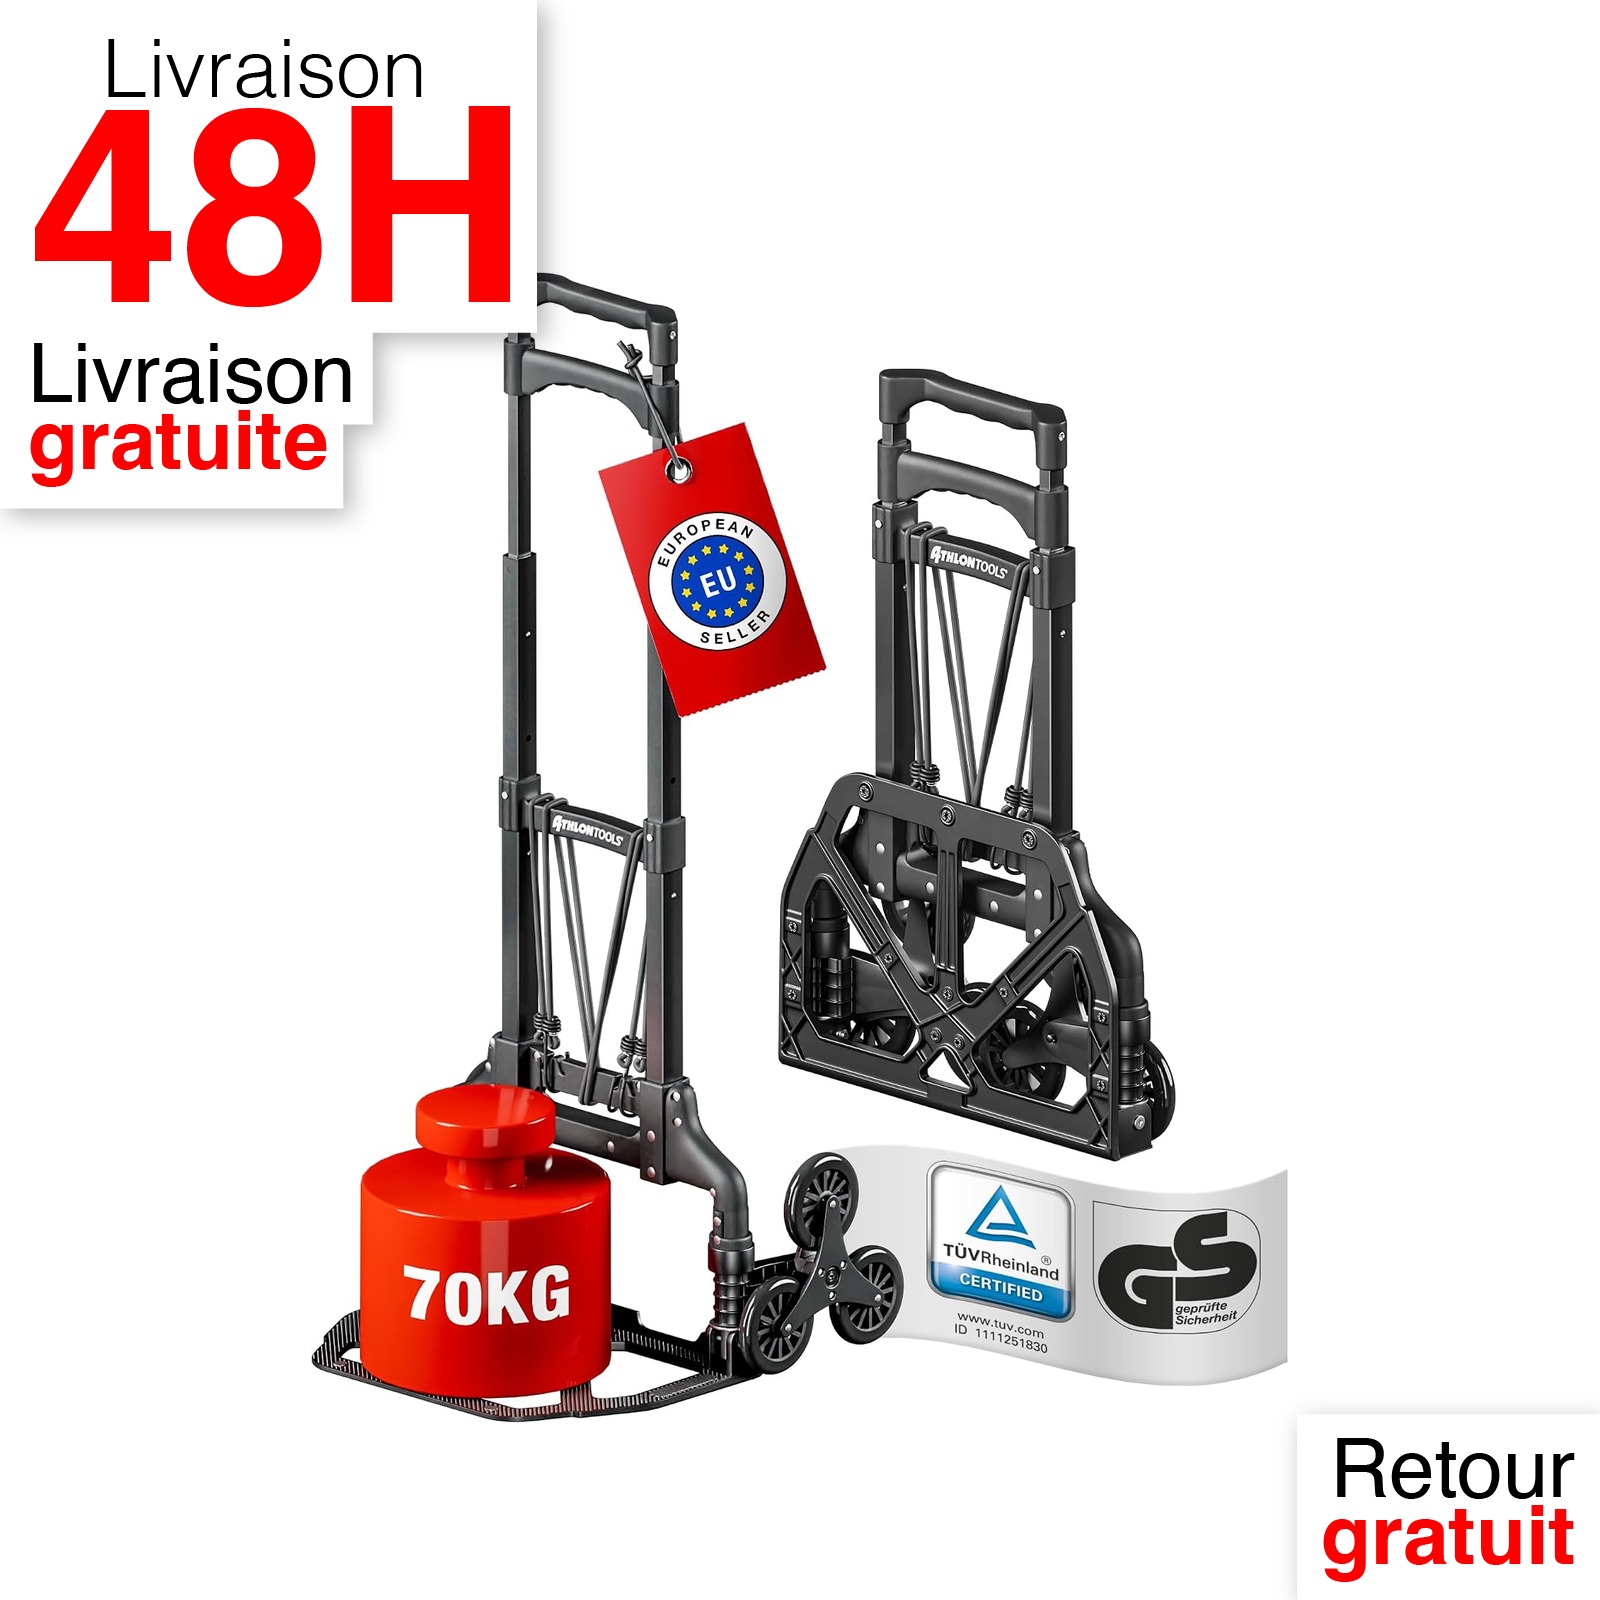 Livraison
48H
Livraison
gratuite
EUROPEAN
EU
SELLER
ATHLONTOOLS®
ATHLONTOOLS®
70KG
TÜVRheinland®
CERTIFIED
www.tuv.com
ID 1111251830
GS
geprüfte
Sicherheit
Retour
gratuit